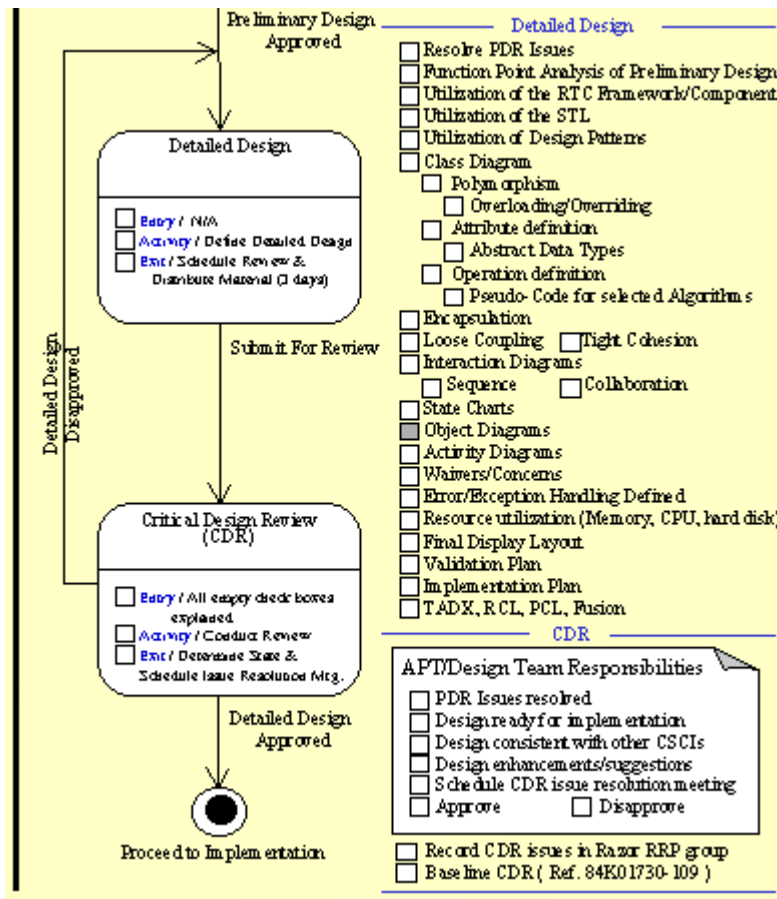 Preliminary Design
Approved
Detailed Design
Entry / N/A
Activity / Define Detailed Design
Exit / Schedule Review &
Distribute Material (3 days)
Submit For Review
Detailed Design
Disapproved
Critical Design Review
(CDR)
Entry / All empty check boxes
explained
Activity / Conduct Review
Exit / Determine State &
Schedule Issue Resolution Mtg.
Detailed Design
Approved
Proceed to Implementation
Detailed Design
Resolve PDR Issues
Function Point Analysis of Preliminary Design
Utilization of the RTC Framework/Component
Utilization of the STL
Utilization of Design Patterns
Class Diagram
Polymorphism
Overloading/Overriding
Attribute definition
Abstract Data Types
Operation definition
Pseudo-Code for selected Algorithms
Encapsulation
Loose Coupling Tight Cohesion
Interaction Diagrams
Sequence Collaboration
State Charts
Object Diagrams
Activity Diagrams
Waivers/Concerns
Error/Exception Handling Defined
Resource utilization (Memory, CPU, hard disk)
Final Display Layout
Validation Plan
Implementation Plan
TADX, RCL, PCL, Fusion
CDR
APT/Design Team Responsibilities
PDR Issues resolved
Design ready for implementation
Design consistent with other CSCIs
Design enhancements/suggestions
Schedule CDR issue resolution meeting
Approve Disapprove
Record CDR issues in Razor RRP group
Baseline CDR ( Ref. 84K01730-109 )